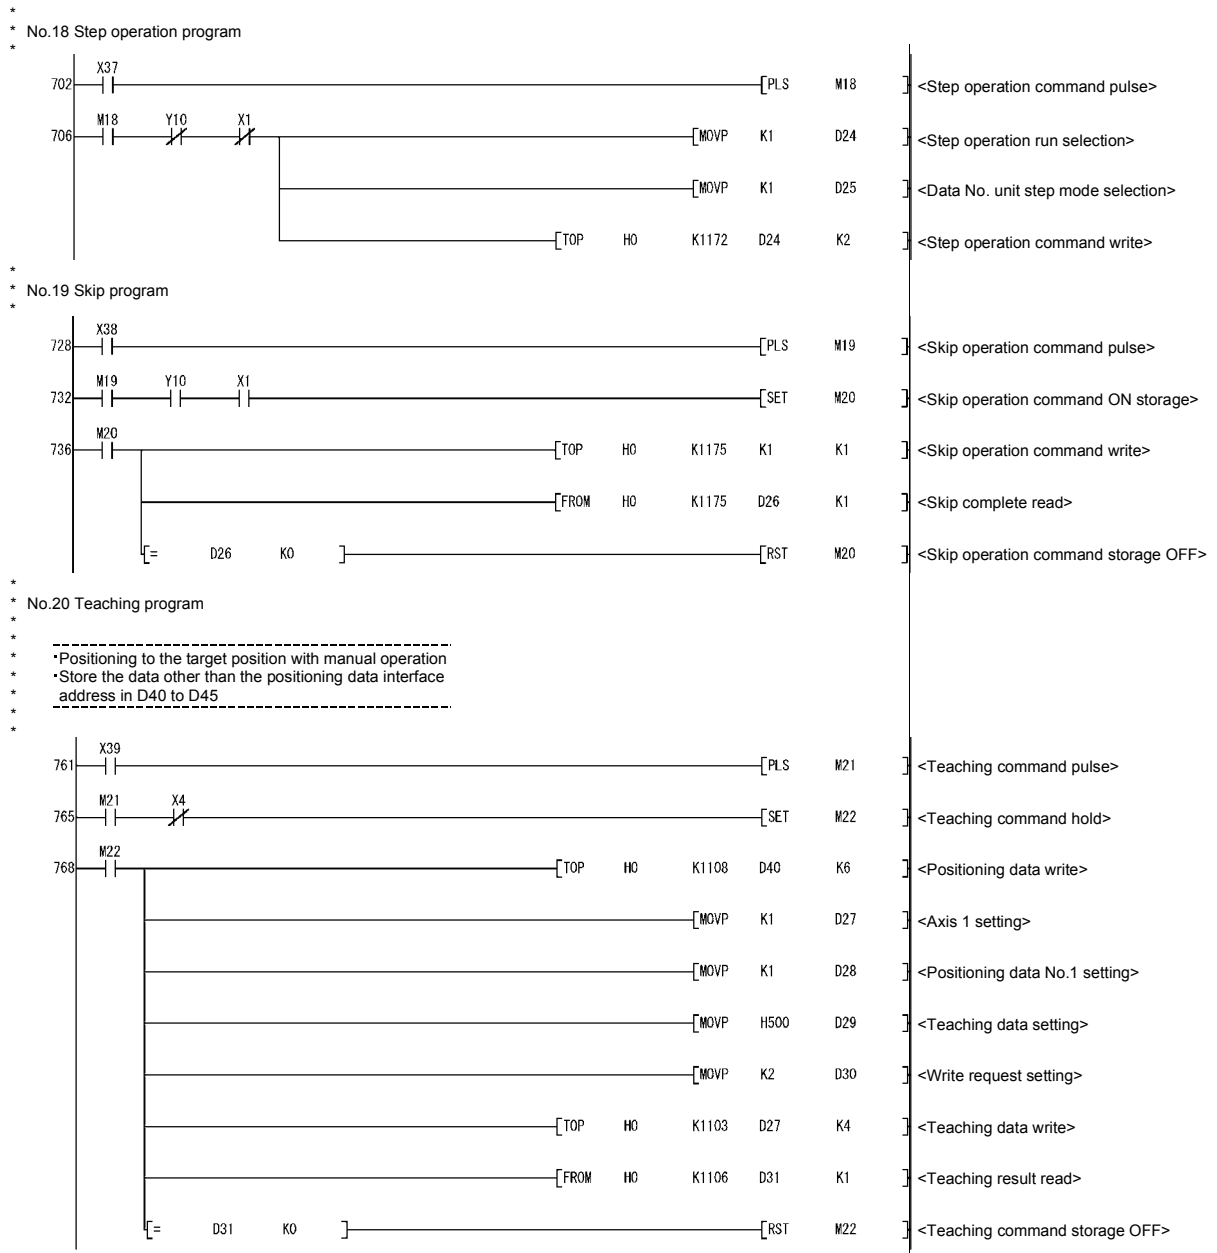 *
* No.18 Step operation program
*
X37
702 [PLS M18 ] <Step operation command pulse>
M18 Y10 X1
706 [MOVP K1 D24 ] <Step operation run selection>
[MOVP K1 D25 ] <Data No. unit step mode selection>
[TOP H0 K1172 D24 K2 ] <Step operation command write>
*
* No.19 Skip program
*
X38
728 [PLS M19 ] <Skip operation command pulse>
M19 Y10 X1
732 [SET M20 ] <Skip operation command ON storage>
M20
736 [TOP H0 K1175 K1 K1 ] <Skip operation command write>
[FROM H0 K1175 D26 K1 ] <Skip complete read>
[= D26 K0 ] [RST M20 ] <Skip operation command storage OFF>
*
* No.20 Teaching program
*
*
* ·Positioning to the target position with manual operation
* ·Store the data other than the positioning data interface
* address in D40 to D45
*
*
X39
761 [PLS M21 ] <Teaching command pulse>
M21 X4
765 [SET M22 ] <Teaching command hold>
M22
768 [TOP H0 K1108 D40 K6 ] <Positioning data write>
[MOVP K1 D27 ] <Axis 1 setting>
[MOVP K1 D28 ] <Positioning data No.1 setting>
[MOVP H500 D29 ] <Teaching data setting>
[MOVP K2 D30 ] <Write request setting>
[TOP H0 K1103 D27 K4 ] <Teaching data write>
[FROM H0 K1106 D31 K1 ] <Teaching result read>
[= D31 K0 ] [RST M22 ] <Teaching command storage OFF>